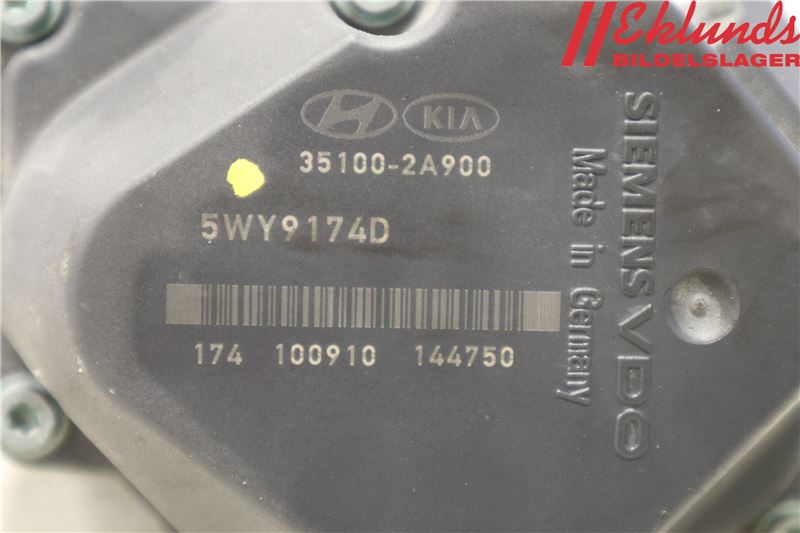 Eklunds
BILDELSLAGER
KIA
35100-2A900
5WY9174D
174 100910 144750
SIEMENS VDO
Made in Germany